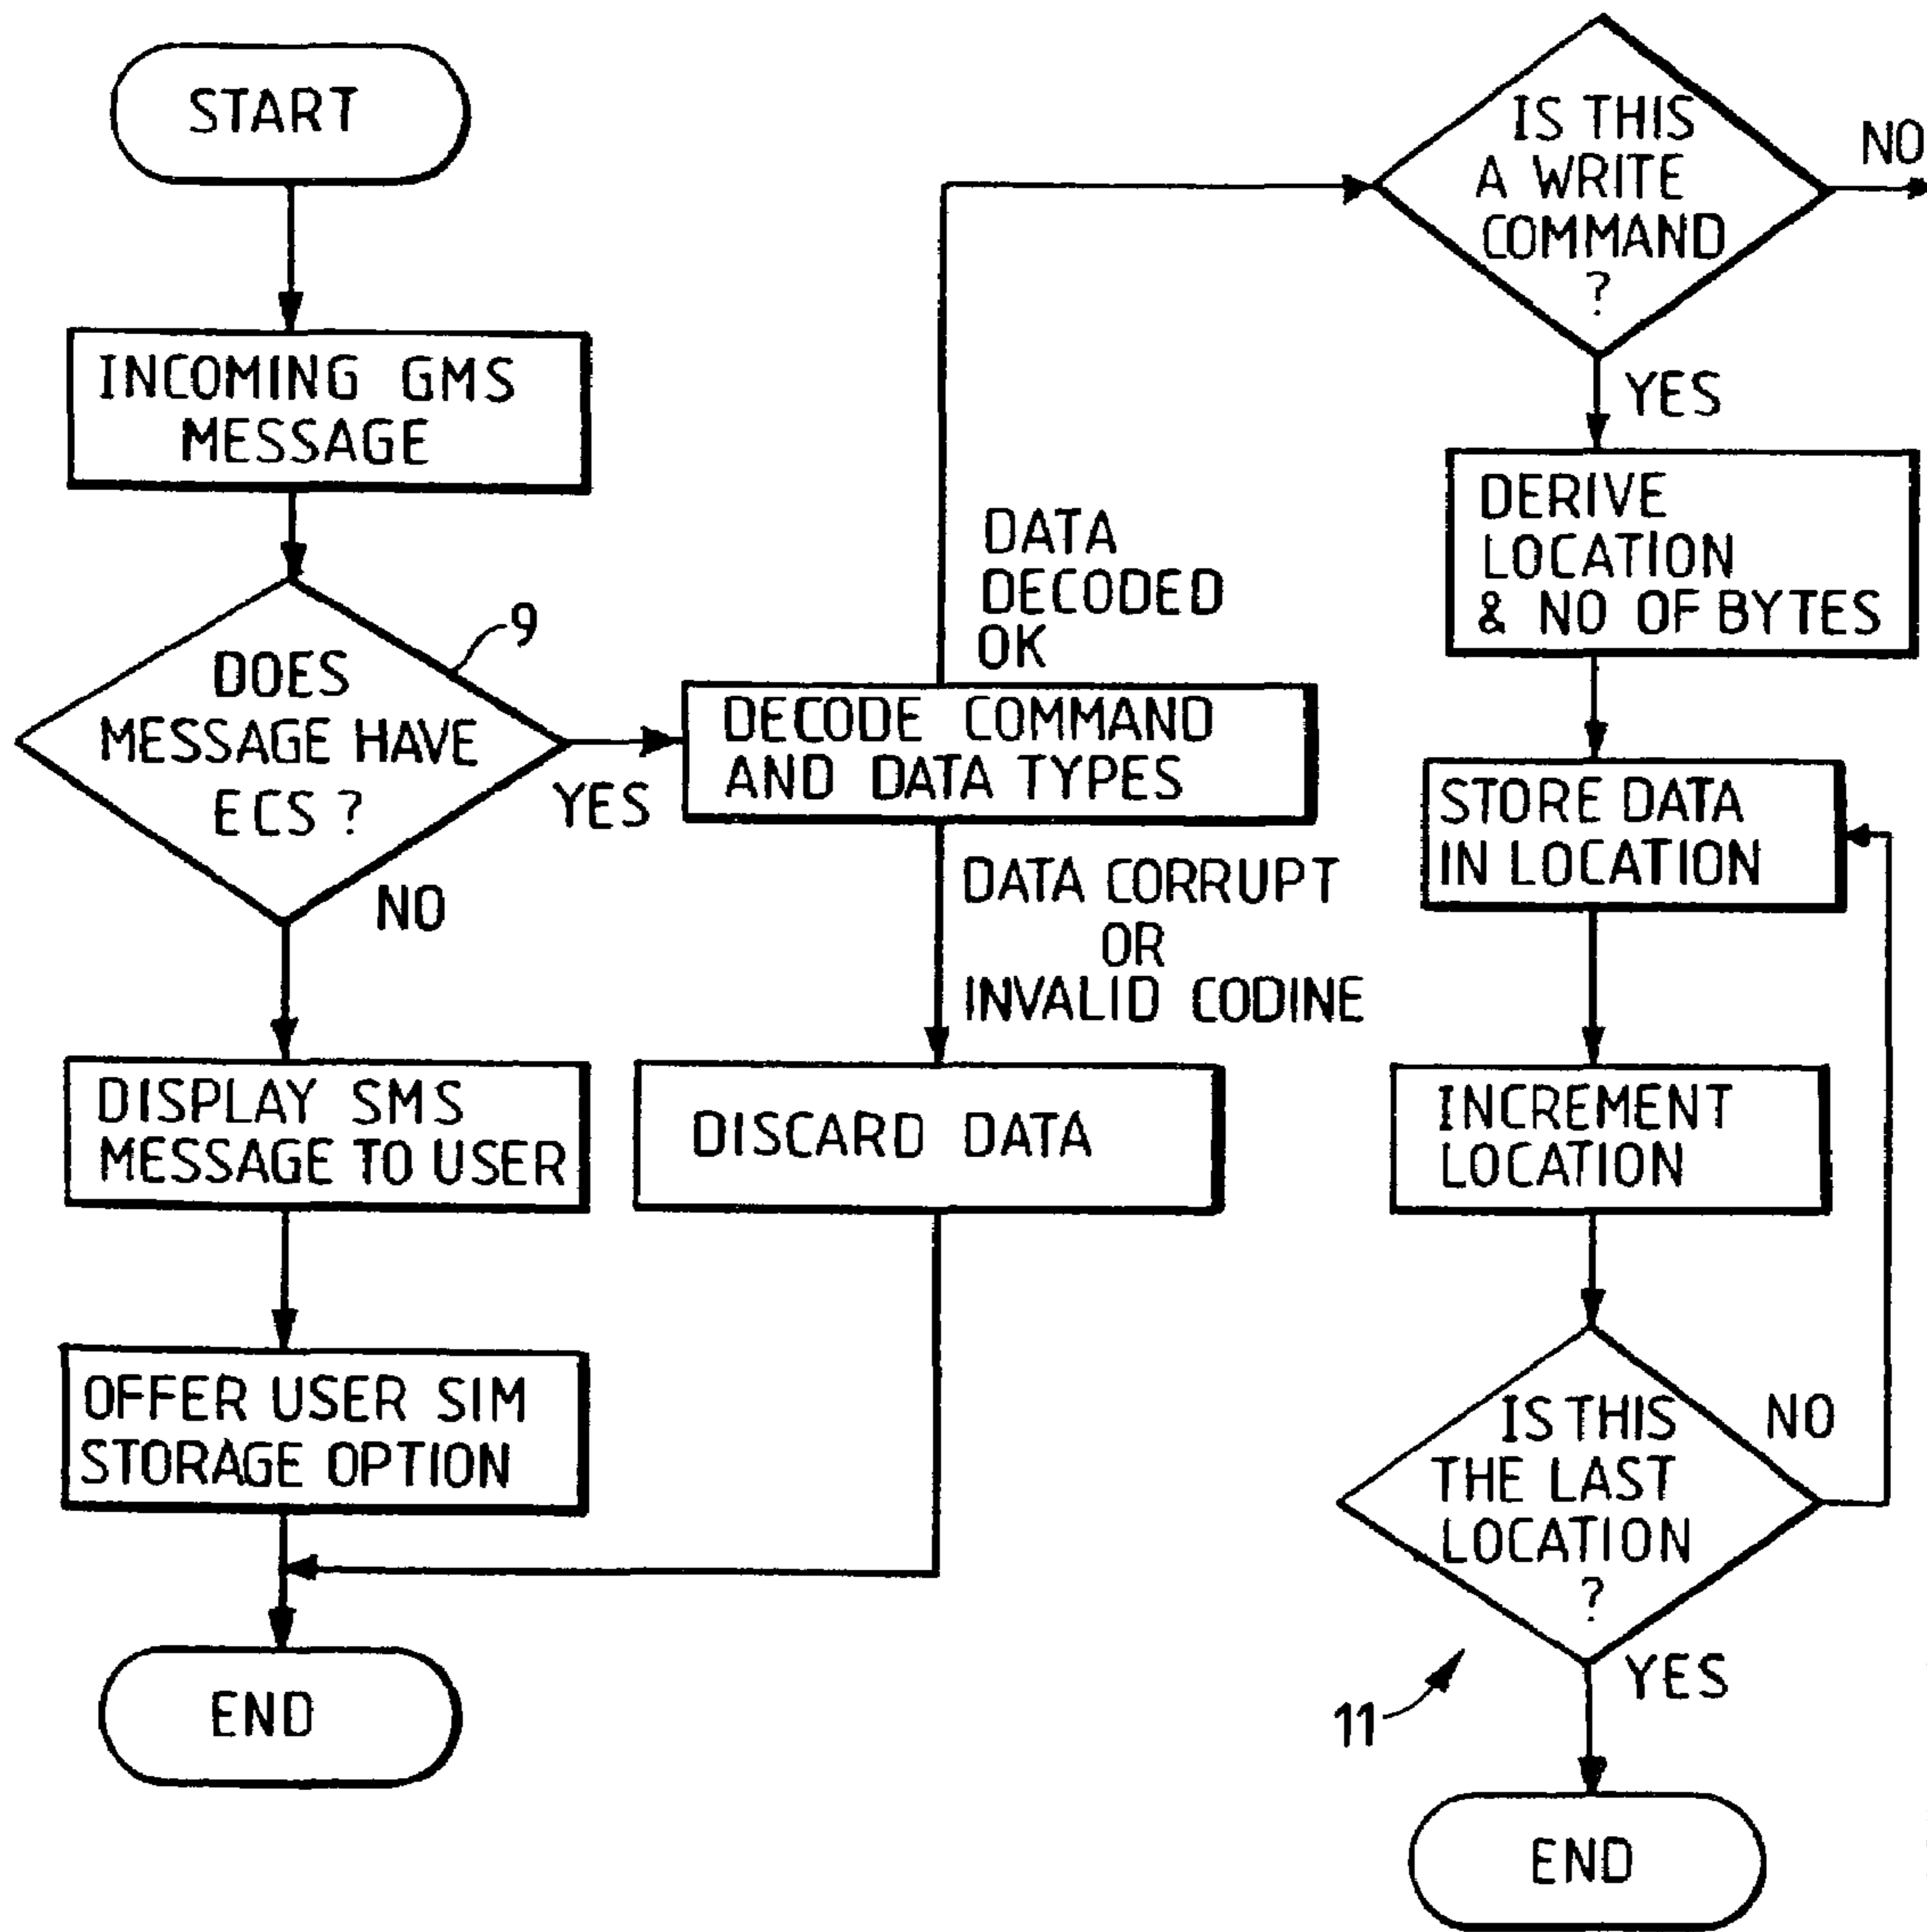 START
INCOMING GMS
MESSAGE
9
DOES
MESSAGE HAVE
ECS ?
YES
NO
DISPLAY SMS
MESSAGE TO USER
OFFER USER SIM
STORAGE OPTION
END
DATA
DECODED
OK
DECODE COMMAND
AND DATA TYPES
DATA CORRUPT
OR
INVALID CODINE
DISCARD DATA
IS THIS
A WRITE
COMMAND
?
NO
YES
DERIVE
LOCATION
& NO OF BYTES
STORE DATA
IN LOCATION
INCREMENT
LOCATION
IS THIS
THE LAST
LOCATION
?
NO
YES
11
END